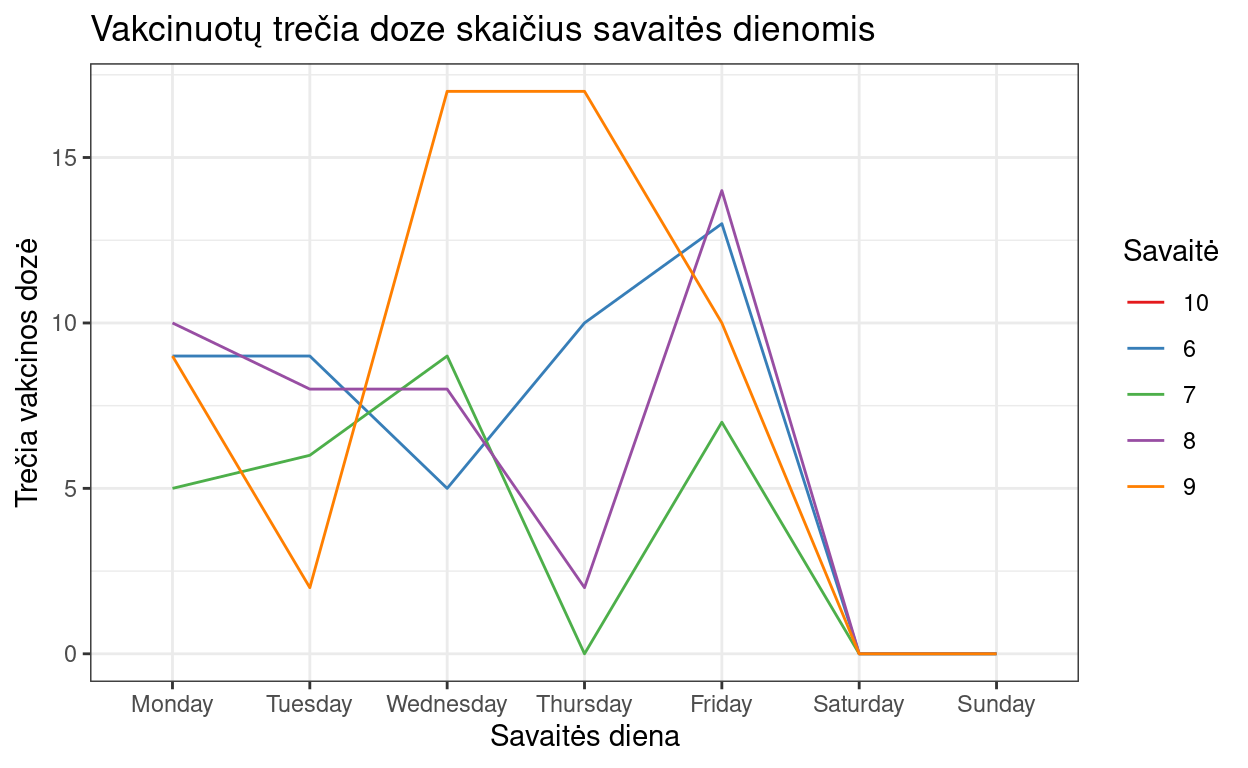 Vakcinuotų trečia doze skaičius savaitės dienomis
Trečia vakcinos dozė
15
10
5
0
Monday
Tuesday
Wednesday
Thursday
Friday
Saturday
Sunday
Savaitės diena
Savaitė
10
6
7
8
9